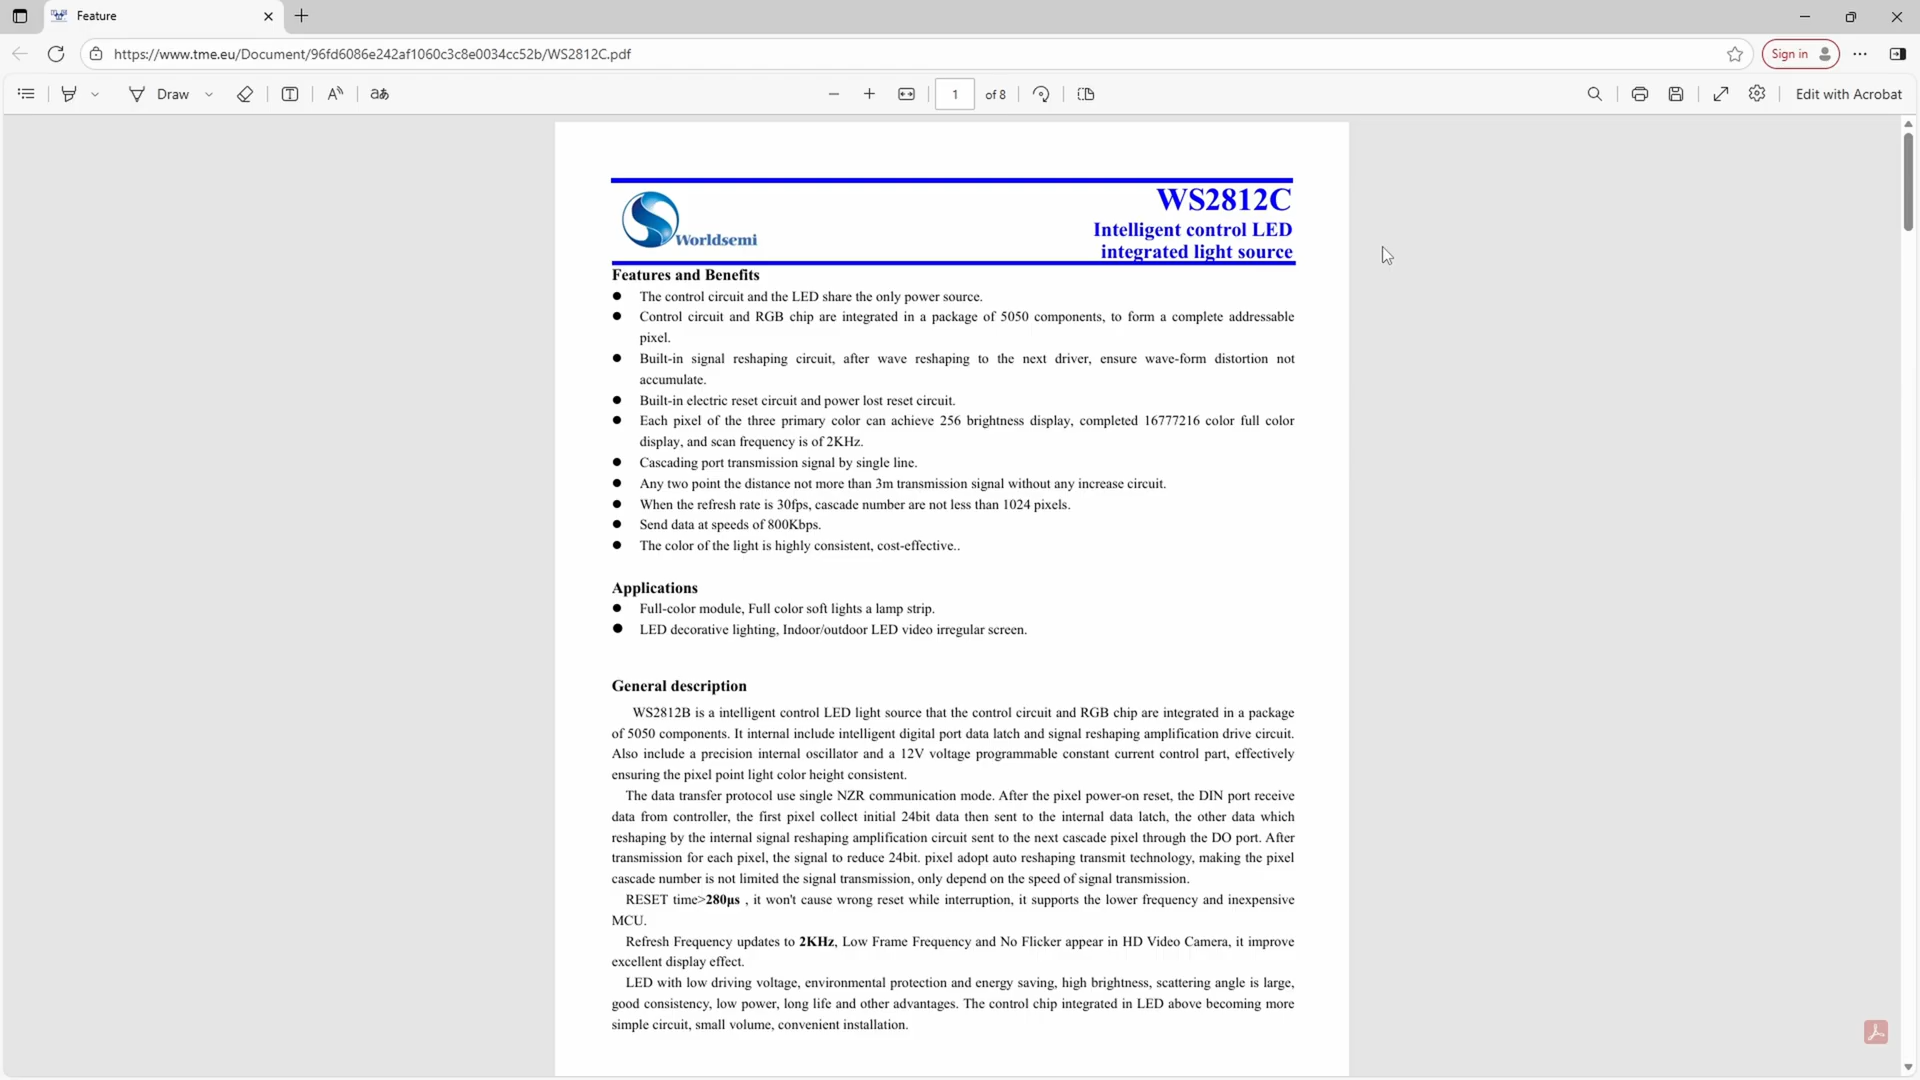 Feature
https://www.tme.eu/Document/96fd6086e242af1060c3c8e0034cc52b/WS2812C.pdf
Sign in
Draw
1 of 8
Edit with Acrobat
WS2812C
Worldsemi
Intelligent control LED
integrated light source
Features and Benefits
● The control circuit and the LED share the only power source.
● Control circuit and RGB chip are integrated in a package of 5050 components, to form a complete addressable
pixel.
● Built-in signal reshaping circuit, after wave reshaping to the next driver, ensure wave-form distortion not
accumulate.
● Built-in electric reset circuit and power lost reset circuit.
● Each pixel of the three primary color can achieve 256 brightness display, completed 16777216 color full color
display, and scan frequency is of 2KHz.
● Cascading port transmission signal by single line.
● Any two point the distance not more than 3m transmission signal without any increase circuit.
● When the refresh rate is 30fps, cascade number are not less than 1024 pixels.
● Send data at speeds of 800Kbps.
● The color of the light is highly consistent, cost-effective..
Applications
● Full-color module, Full color soft lights a lamp strip.
● LED decorative lighting, Indoor/outdoor LED video irregular screen.
General description
WS2812B is a intelligent control LED light source that the control circuit and RGB chip are integrated in a package
of 5050 components. It internal include intelligent digital port data latch and signal reshaping amplification drive circuit.
Also include a precision internal oscillator and a 12V voltage programmable constant current control part, effectively
ensuring the pixel point light color height consistent.
The data transfer protocol use single NZR communication mode. After the pixel power-on reset, the DIN port receive
data from controller, the first pixel collect initial 24bit data then sent to the internal data latch, the other data which
reshaping by the internal signal reshaping amplification circuit sent to the next cascade pixel through the DO port. After
transmission for each pixel, the signal to reduce 24bit. pixel adopt auto reshaping transmit technology, making the pixel
cascade number is not limited the signal transmission, only depend on the speed of signal transmission.
RESET time>280μs , it won't cause wrong reset while interruption, it supports the lower frequency and inexpensive
MCU.
Refresh Frequency updates to 2KHz, Low Frame Frequency and No Flicker appear in HD Video Camera, it improve
excellent display effect.
LED with low driving voltage, environmental protection and energy saving, high brightness, scattering angle is large,
good consistency, low power, long life and other advantages. The control chip integrated in LED above becoming more
simple circuit, small volume, convenient installation.